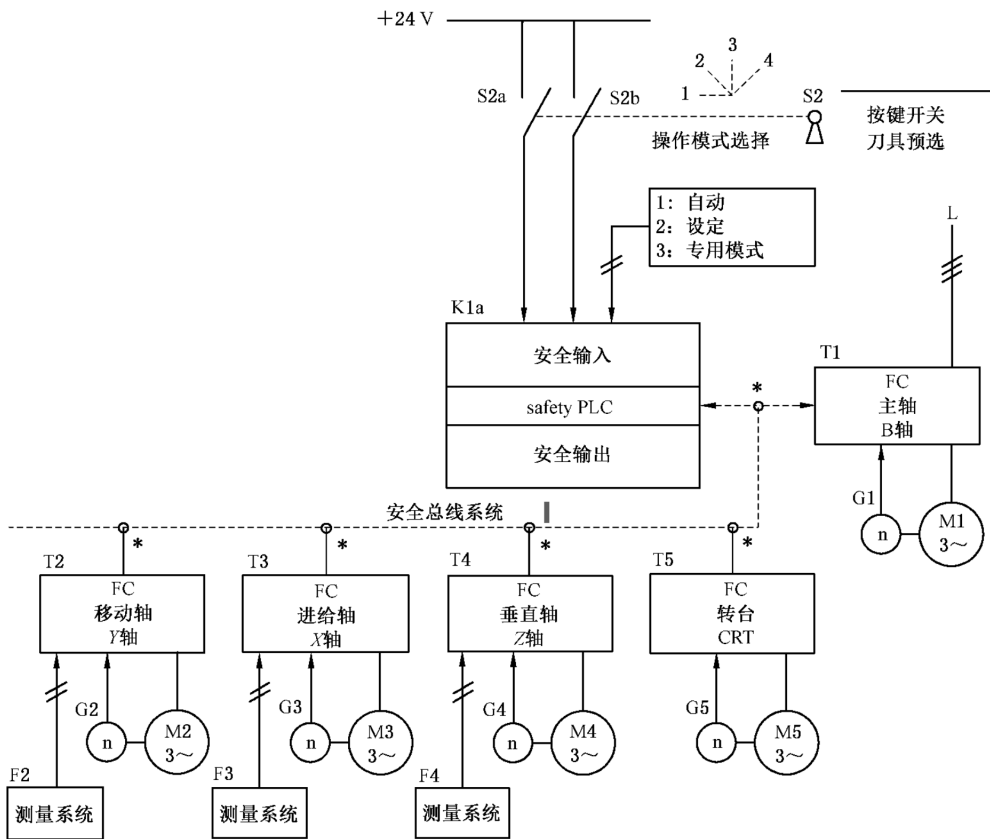 +24 V
S2a
S2b
1
2
3
4
S2
操作模式选择
按键开关
刀具预选
1: 自动
2: 设定
3: 专用模式
L
K1a
安全输入
safety PLC
安全输出
*
T1
FC
主轴
B轴
G1
n
M1
3～
安全总线系统
*
*
*
*
T2
FC
移动轴
Y轴
T3
FC
进给轴
X轴
T4
FC
垂直轴
Z轴
T5
FC
转台
CRT
G2
n
M2
3～
G3
n
M3
3～
G4
n
M4
3～
G5
n
M5
3～
F2
测量系统
F3
测量系统
F4
测量系统